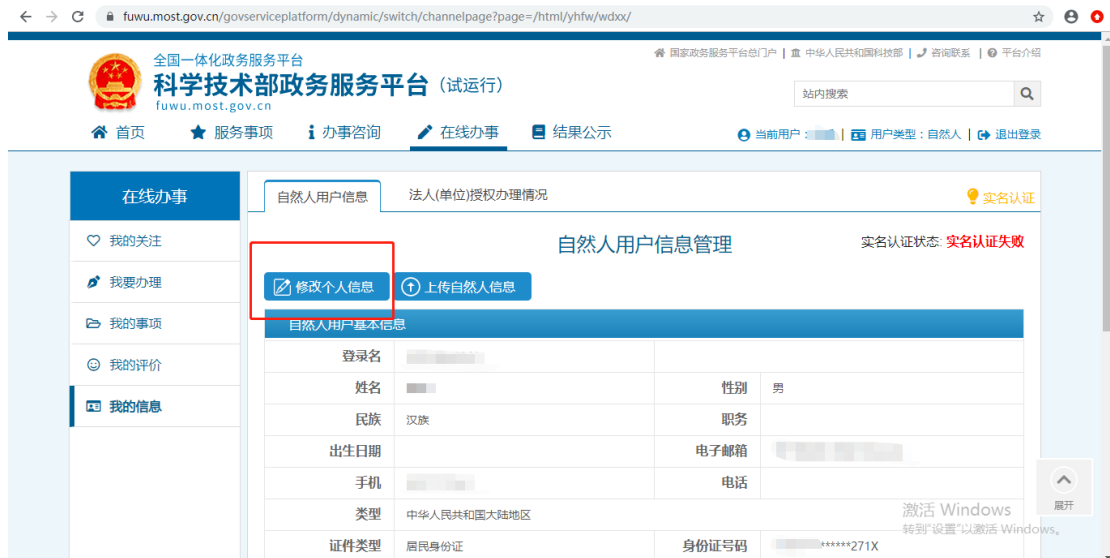 fuwu.most.gov.cn/govserviceplatform/dynamic/switch/channelpage?page=/html/yhfw/wdxx/
全国一体化政务服务平台
国家政务服务平台总门户 | 中华人民共和国科技部 | 咨询联系 | 平台介绍
科学技术部政务服务平台（试运行）
fuwu.most.gov.cn
站内搜索
首页 服务事项 办事咨询 在线办事 结果公示
当前用户： | 用户类型：自然人 | 退出登录
在线办事
自然人用户信息 法人(单位)授权办理情况 实名认证
我的关注
自然人用户信息管理 实名认证状态: 实名认证失败
我要办理
修改个人信息 上传自然人信息
我的事项
自然人用户基本信息
登录名
我的评价
姓名 性别 男
我的信息
民族 汉族 职务
出生日期 电子邮箱
手机 电话
展开
类型 中华人民共和国大陆地区
激活 Windows
转到"设置"以激活 Windows。
证件类型 居民身份证 身份证号码 ******271X